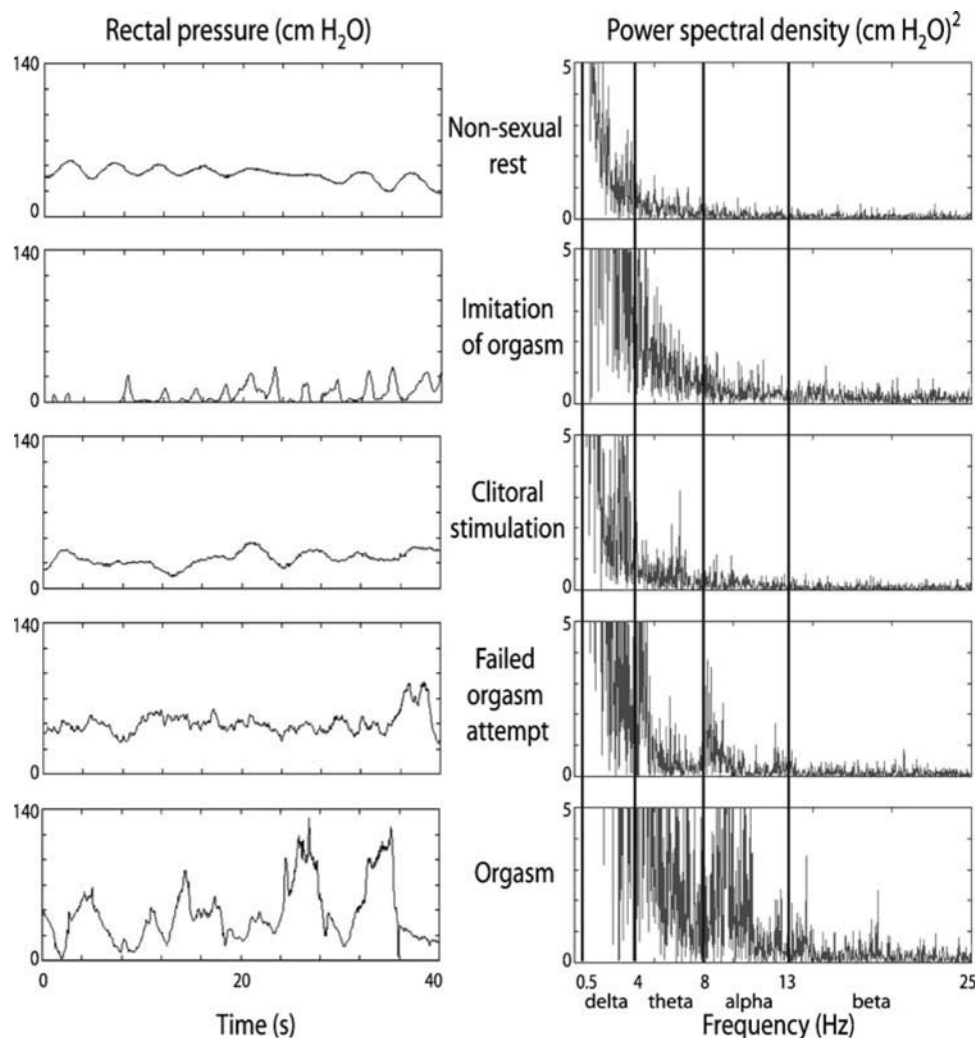 Rectal pressure (cm H₂O)
Power spectral density (cm H₂O)²
140
0
Non-sexual
rest
5
0
140
0
Imitation
of orgasm
5
0
140
0
Clitoral
stimulation
5
0
140
0
Failed
orgasm
attempt
5
0
140
0
Orgasm
5
0
0 20 40
0.5 4 8 13 25
delta theta alpha beta
Time (s)
Frequency (Hz)